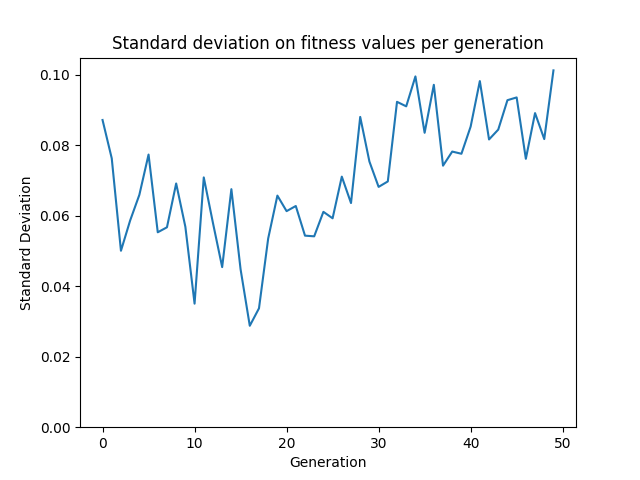 Standard deviation on fitness values per generation
0.10
0.08
0.06
0.04
0.02
0.00
Standard Deviation
0 10 20 30 40 50
Generation